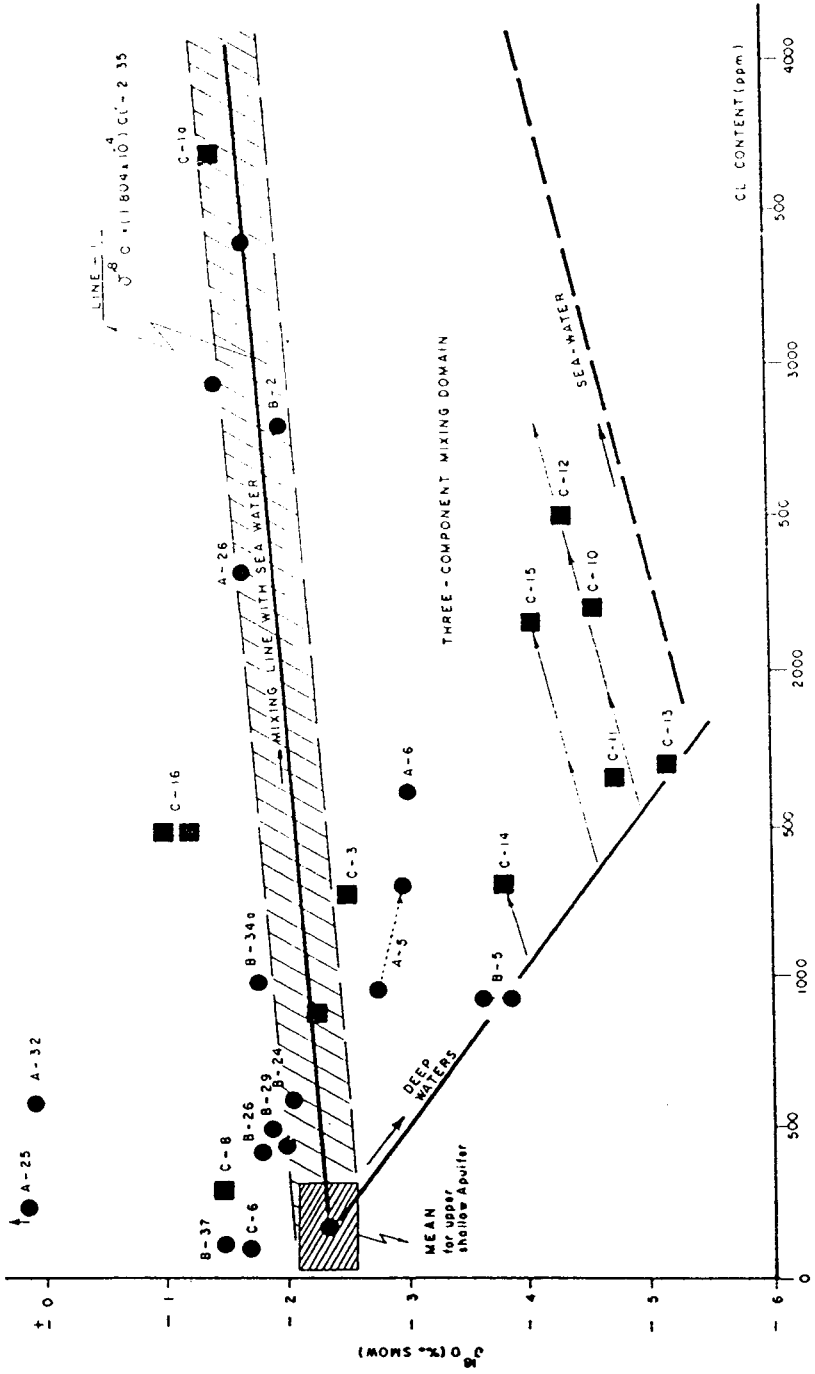 LINE - 1
A-25
A-32
B-37
C-6
C-8
B-26
B-29
B-24
B-34a
C-16
A-26
B-2
C-1a
MIXING LINE WITH SEA WATER
C-3
A-5
A-6
THREE-COMPONENT MIXING DOMAIN
B-5
C-14
C-15
C-12
C-10
C-11
C-13
DEEP WATERS
SEA-WATER
MEAN
for upper
shallow Aquifer
± 0
- 1
- 2
- 3
- 4
- 5
- 6
(‰ SMOW)
0
500
1000
500
2000
500
3000
500
4000
CL CONTENT (ppm)